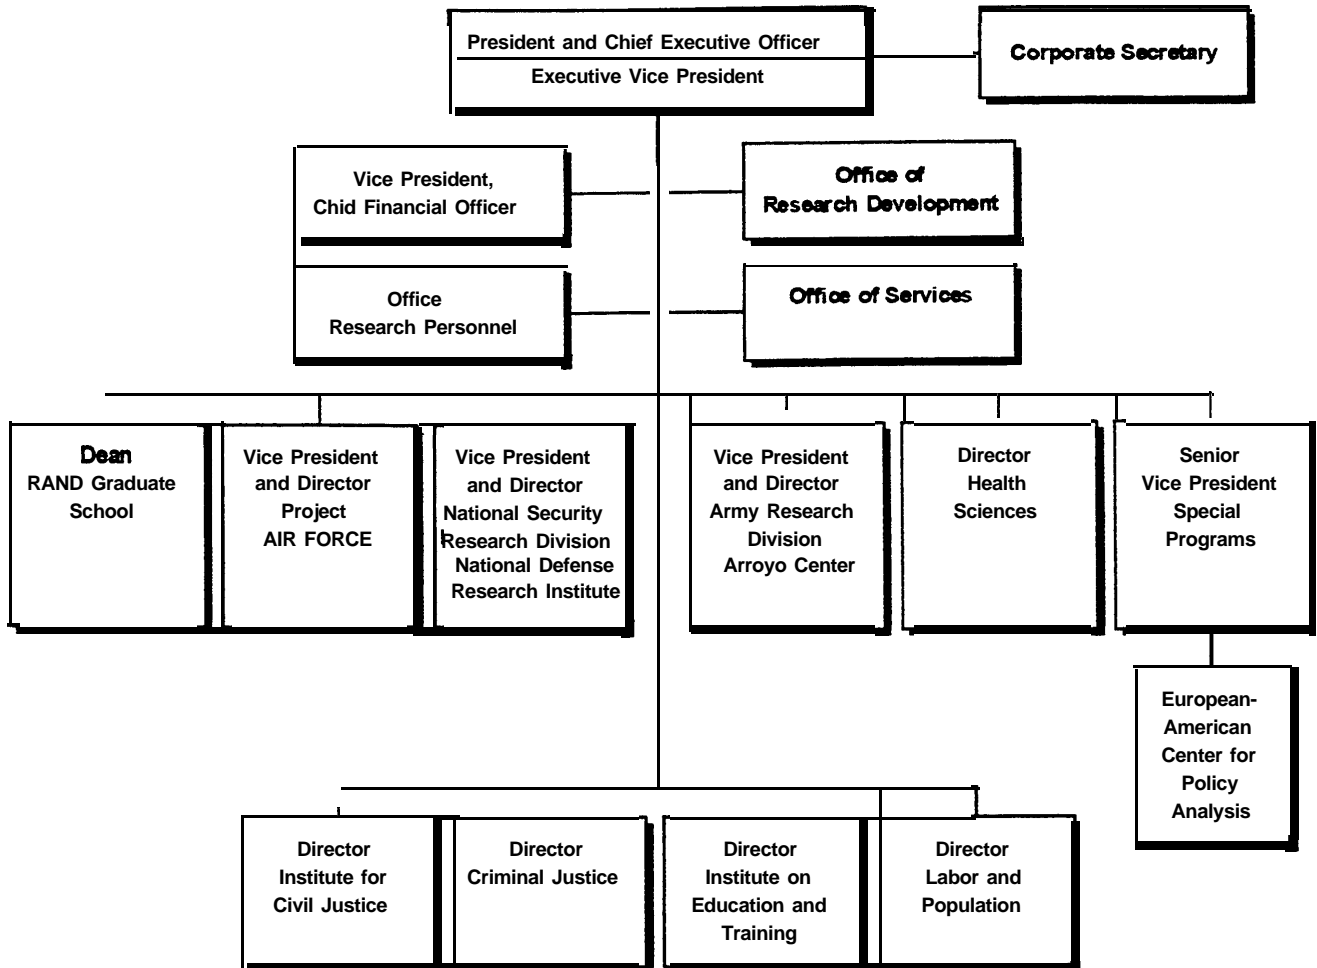 President and Chief Executive Officer
Executive Vice President
Corporate Secretary
Vice President,
Chid Financial Officer
Office of
Research Development
Office
Research Personnel
Office of Services
Dean
RAND Graduate
School
Vice President
and Director
Project
AIR FORCE
Vice President
and Director
National Security
Research Division
National Defense
Research Institute
Vice President
and Director
Army Research
Division
Arroyo Center
Director
Health
Sciences
Senior
Vice President
Special
Programs
European-
American
Center for
Policy
Analysis
Director
Institute for
Civil Justice
Director
Criminal Justice
Director
Institute on
Education and
Training
Director
Labor and
Population